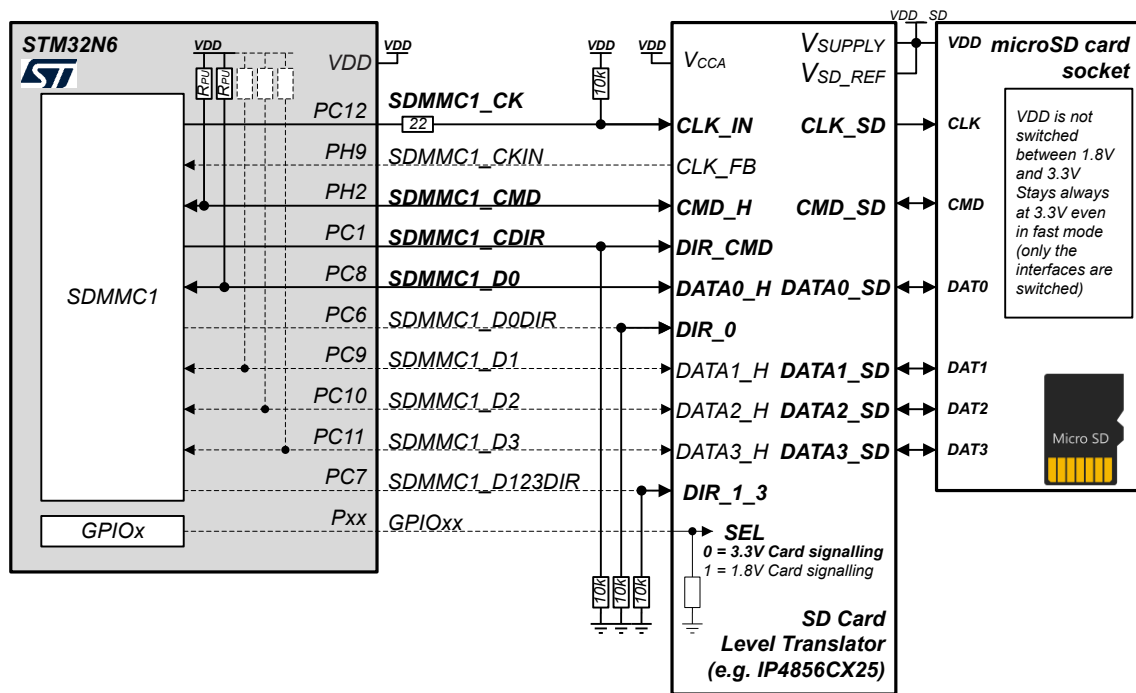 STM32N6
ST
VDD
RPU
RPU
VDD
VDD
PC12
SDMMC1_CK
22
VDD
10k
VDD
VCCA
CLK_IN
PH9
SDMMC1_CKIN
CLK_FB
PH2
SDMMC1_CMD
CMD_H
PC1
SDMMC1_CDIR
DIR_CMD
SDMMC1
PC8
SDMMC1_D0
DATA0_H
PC6
SDMMC1_D0DIR
DIR_0
PC9
SDMMC1_D1
DATA1_H
PC10
SDMMC1_D2
DATA2_H
PC11
SDMMC1_D3
DATA3_H
PC7
SDMMC1_D123DIR
DIR_1_3
GPIOx
Pxx
GPIOxx
SEL
0 = 3.3V Card signalling
1 = 1.8V Card signalling
10k
10k
10k
SD Card
Level Translator
(e.g. IP4856CX25)
VSUPPLY
VSD_REF
CLK_SD
CMD_SD
DATA0_SD
DATA1_SD
DATA2_SD
DATA3_SD
VDD_SD
VDD
microSD card
socket
CLK
CMD
DAT0
DAT1
DAT2
DAT3
VDD is not
switched
between 1.8V
and 3.3V
Stays always
at 3.3V even
in fast mode
(only the
interfaces are
switched)
Micro SD